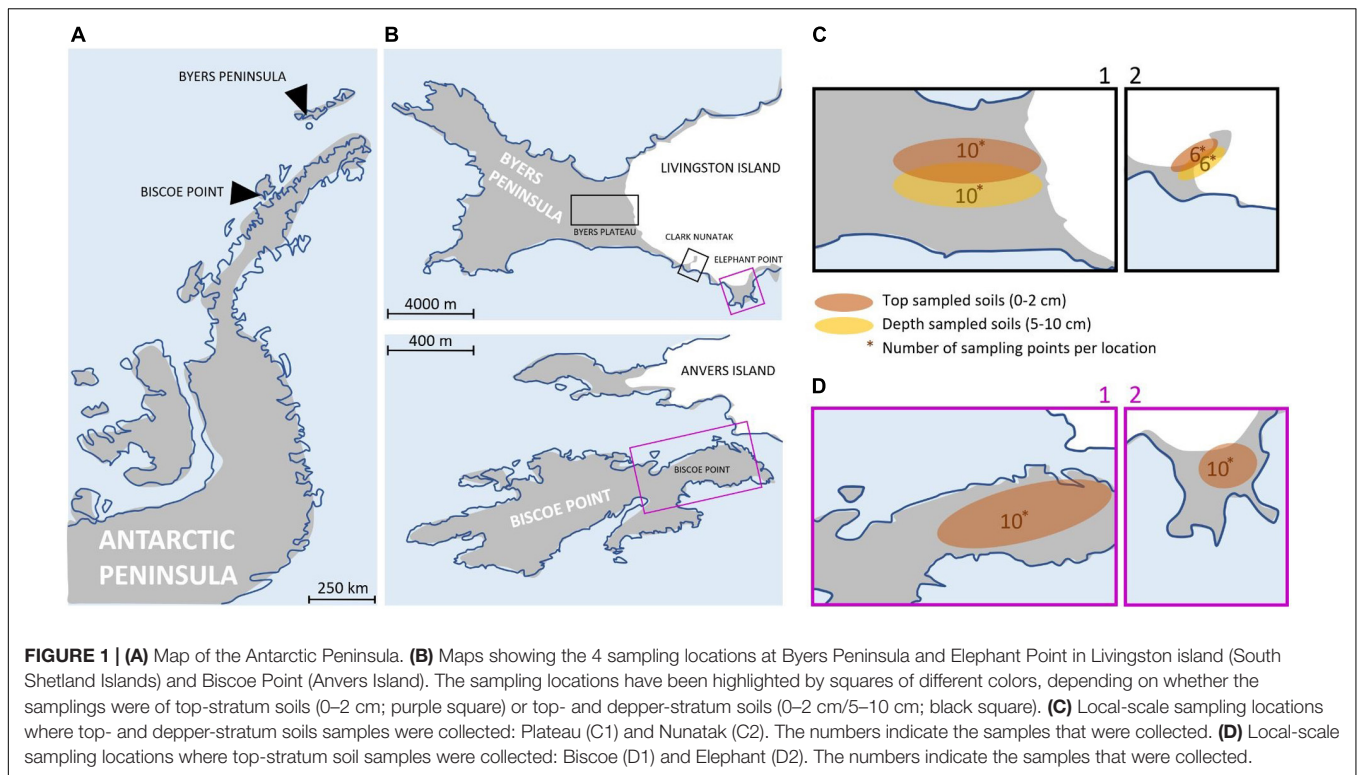 A
BYERS PENINSULA
BISCOE POINT
ANTARCTIC
PENINSULA
250 km
B
BYERS
PENINSULA
LIVINGSTON ISLAND
BYERS PLATEAU
CLARK NUNATAK
ELEPHANT POINT
4000 m
400 m
ANVERS ISLAND
BISCOE POINT
BISCOE POINT
C
1 2
10*
10*
6*
6*
Top sampled soils (0-2 cm)
Depth sampled soils (5-10 cm)
* Number of sampling points per location
D
1 2
10*
10*
FIGURE 1 | (A) Map of the Antarctic Peninsula. (B) Maps showing the 4 sampling locations at Byers Peninsula and Elephant Point in Livingston island (South
Shetland Islands) and Biscoe Point (Anvers Island). The sampling locations have been highlighted by squares of different colors, depending on whether the
samplings were of top-stratum soils (0–2 cm; purple square) or top- and depper-stratum soils (0–2 cm/5–10 cm; black square). (C) Local-scale sampling locations
where top- and depper-stratum soils samples were collected: Plateau (C1) and Nunatak (C2). The numbers indicate the samples that were collected. (D) Local-scale
sampling locations where top-stratum soil samples were collected: Biscoe (D1) and Elephant (D2). The numbers indicate the samples that were collected.